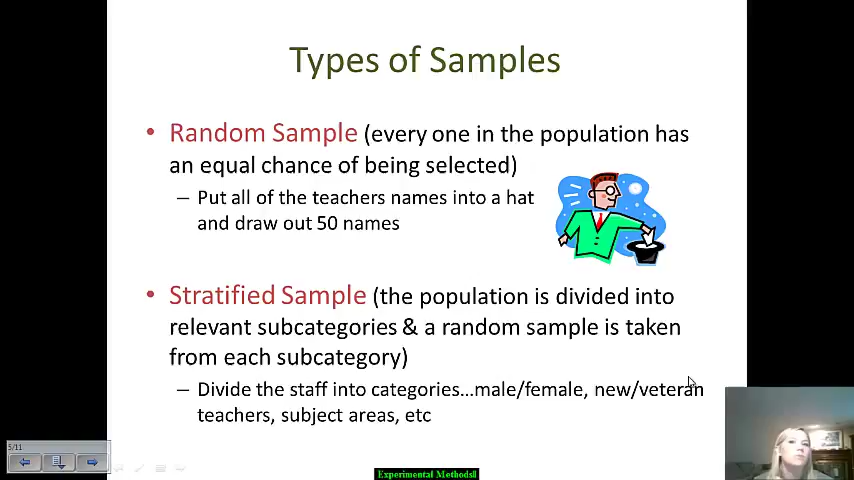 Types of Samples
• Random Sample (every one in the population has
an equal chance of being selected)
– Put all of the teachers names into a hat
and draw out 50 names
• Stratified Sample (the population is divided into
relevant subcategories & a random sample is taken
from each subcategory)
– Divide the staff into categories...male/female, new/veteran
teachers, subject areas, etc
5/11
Experimental Methods